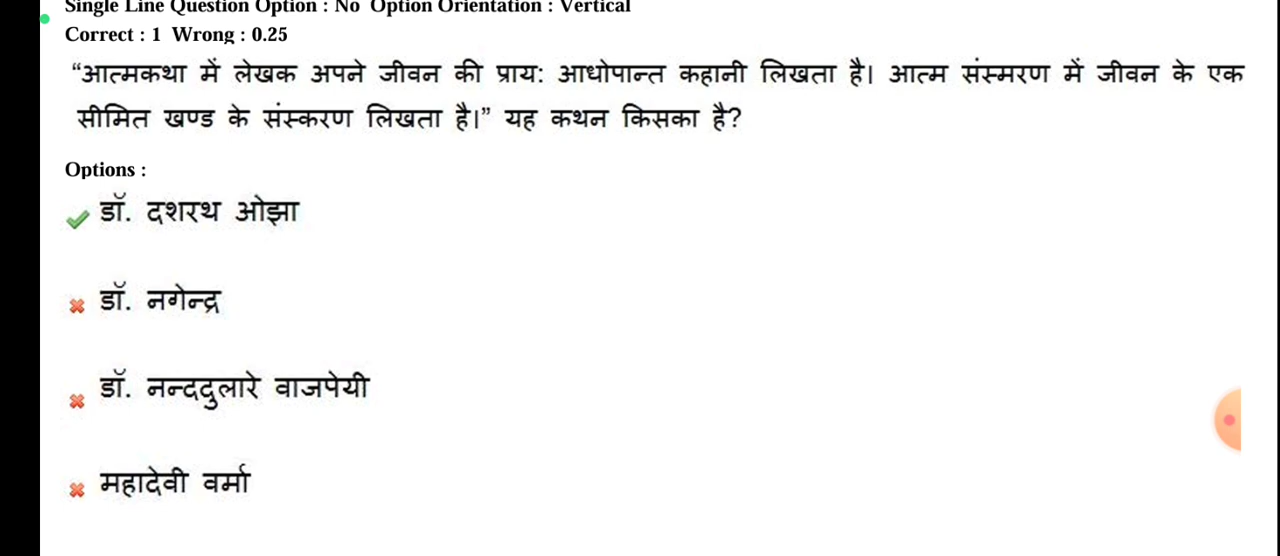 Single Line Question Option : No Option Orientation : Vertical
Correct : 1 Wrong : 0.25
“आत्मकथा में लेखक अपने जीवन की प्राय: आधोपान्त कहानी लिखता है। आत्म संस्मरण में जीवन के एक
सीमित खण्ड के संस्करण लिखता है।” यह कथन किसका है?
Options :
डॉ. दशरथ ओझा
डॉ. नगेन्द्र
डॉ. नन्ददुलारे वाजपेयी
महादेवी वर्मा